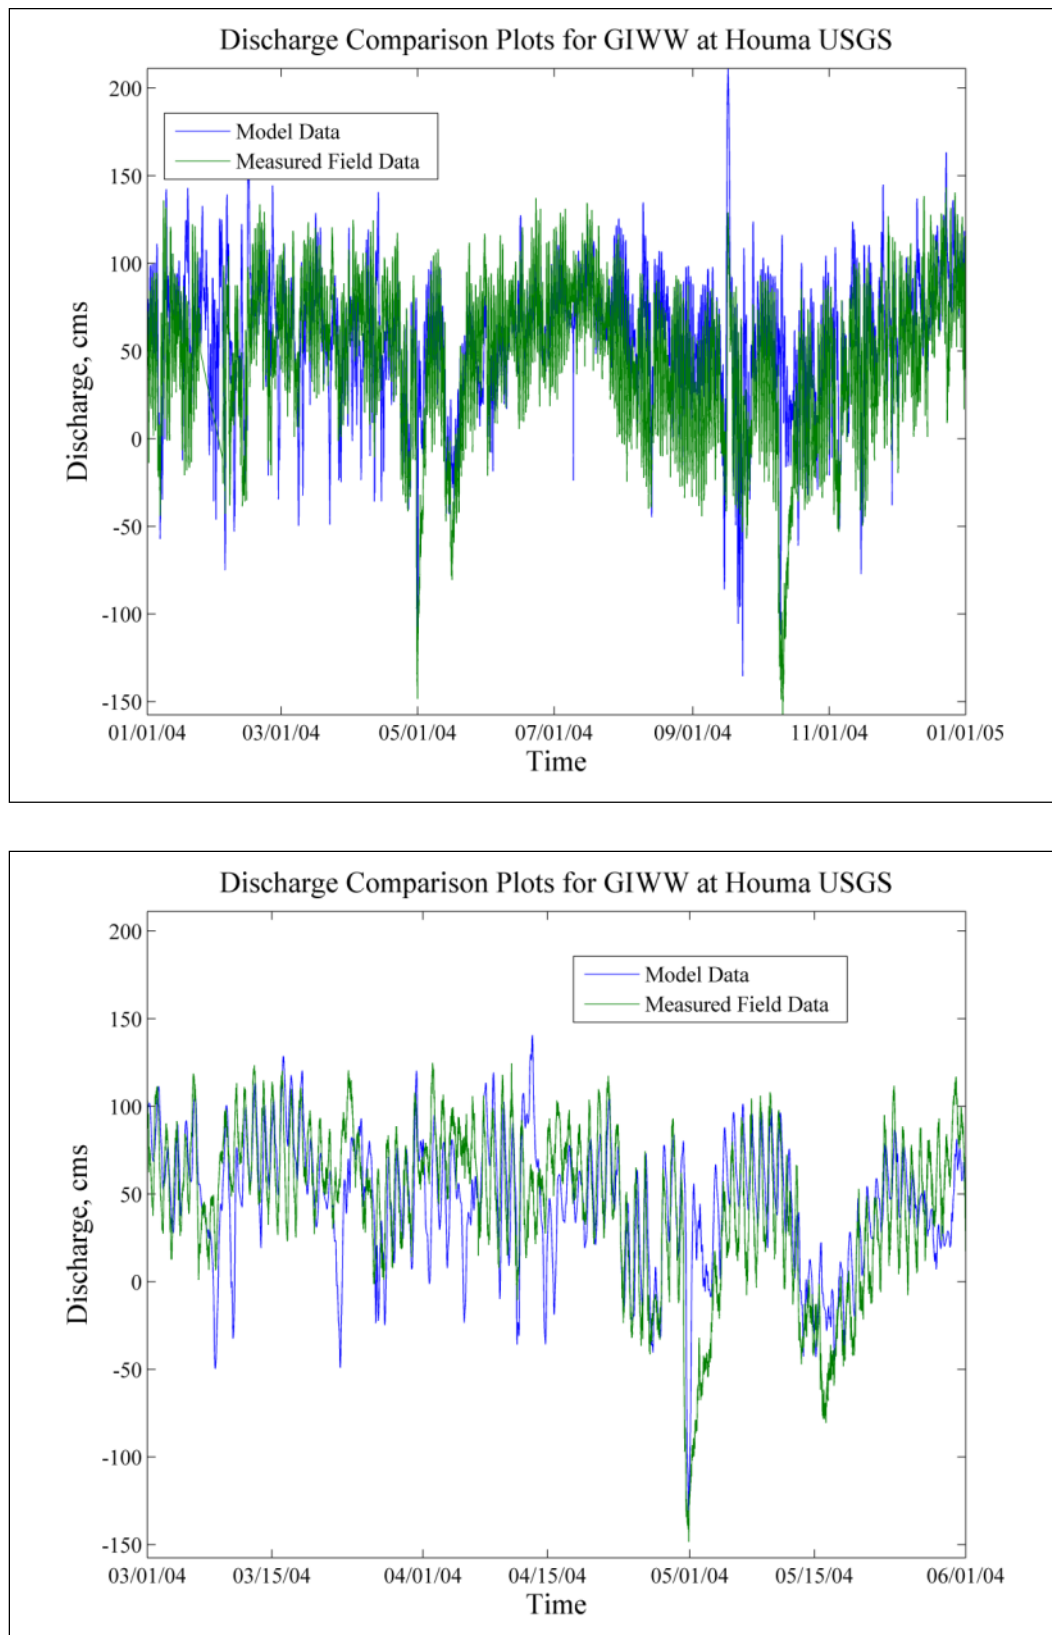 Discharge Comparison Plots for GIWW at Houma USGS
200
150
100
50
0
-50
-100
-150
Discharge, cms
Model Data
Measured Field Data
01/01/04 03/01/04 05/01/04 07/01/04 09/01/04 11/01/04 01/01/05
Time
Discharge Comparison Plots for GIWW at Houma USGS
200
150
100
50
0
-50
-100
-150
Discharge, cms
Model Data
Measured Field Data
03/01/04 03/15/04 04/01/04 04/15/04 05/01/04 05/15/04 06/01/04
Time